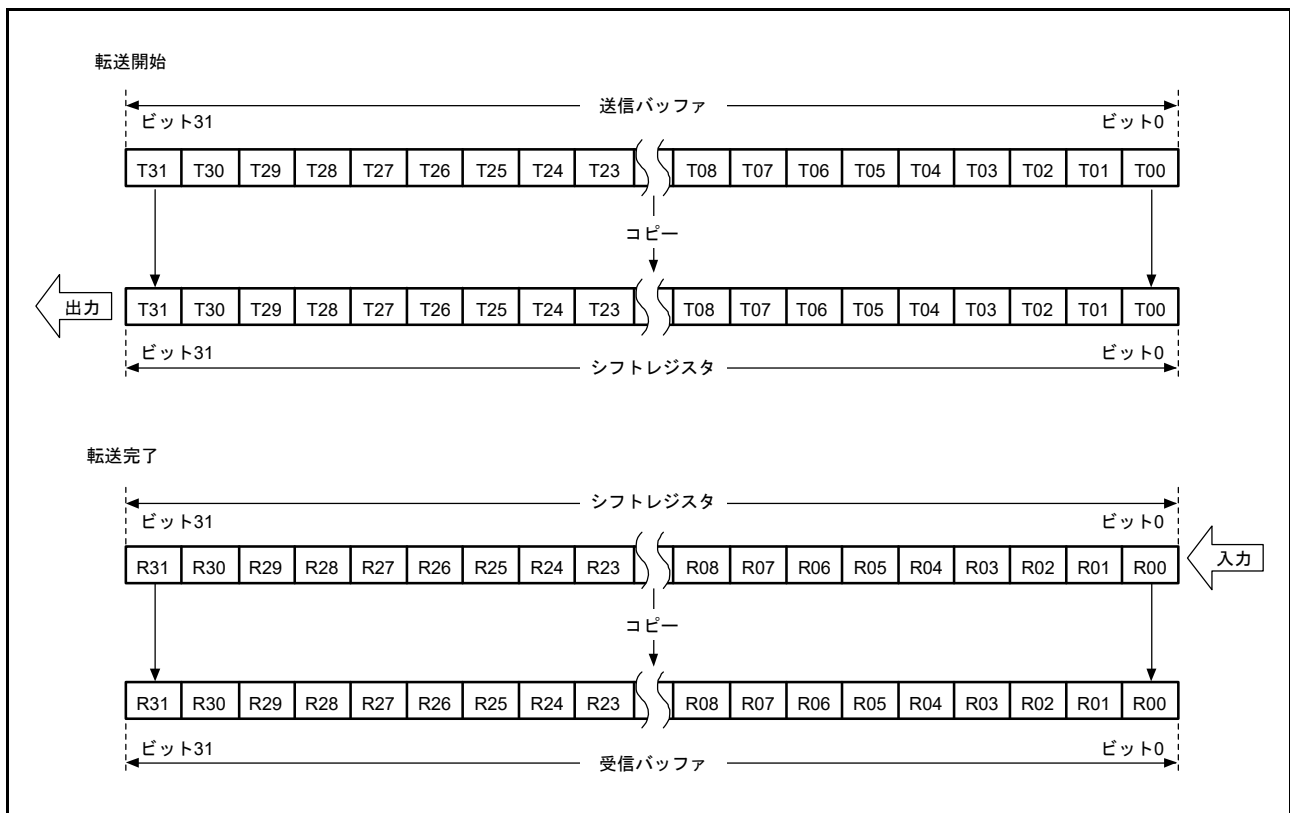 転送開始
送信バッファ
ビット31 ビット0
T31 T30 T29 T28 T27 T26 T25 T24 T23 T08 T07 T06 T05 T04 T03 T02 T01 T00
コピー
出力 T31 T30 T29 T28 T27 T26 T25 T24 T23 T08 T07 T06 T05 T04 T03 T02 T01 T00
ビット31 ビット0
シフトレジスタ
転送完了
シフトレジスタ
ビット31 ビット0
R31 R30 R29 R28 R27 R26 R25 R24 R23 R08 R07 R06 R05 R04 R03 R02 R01 R00 入力
コピー
R31 R30 R29 R28 R27 R26 R25 R24 R23 R08 R07 R06 R05 R04 R03 R02 R01 R00
ビット31 ビット0
受信バッファ